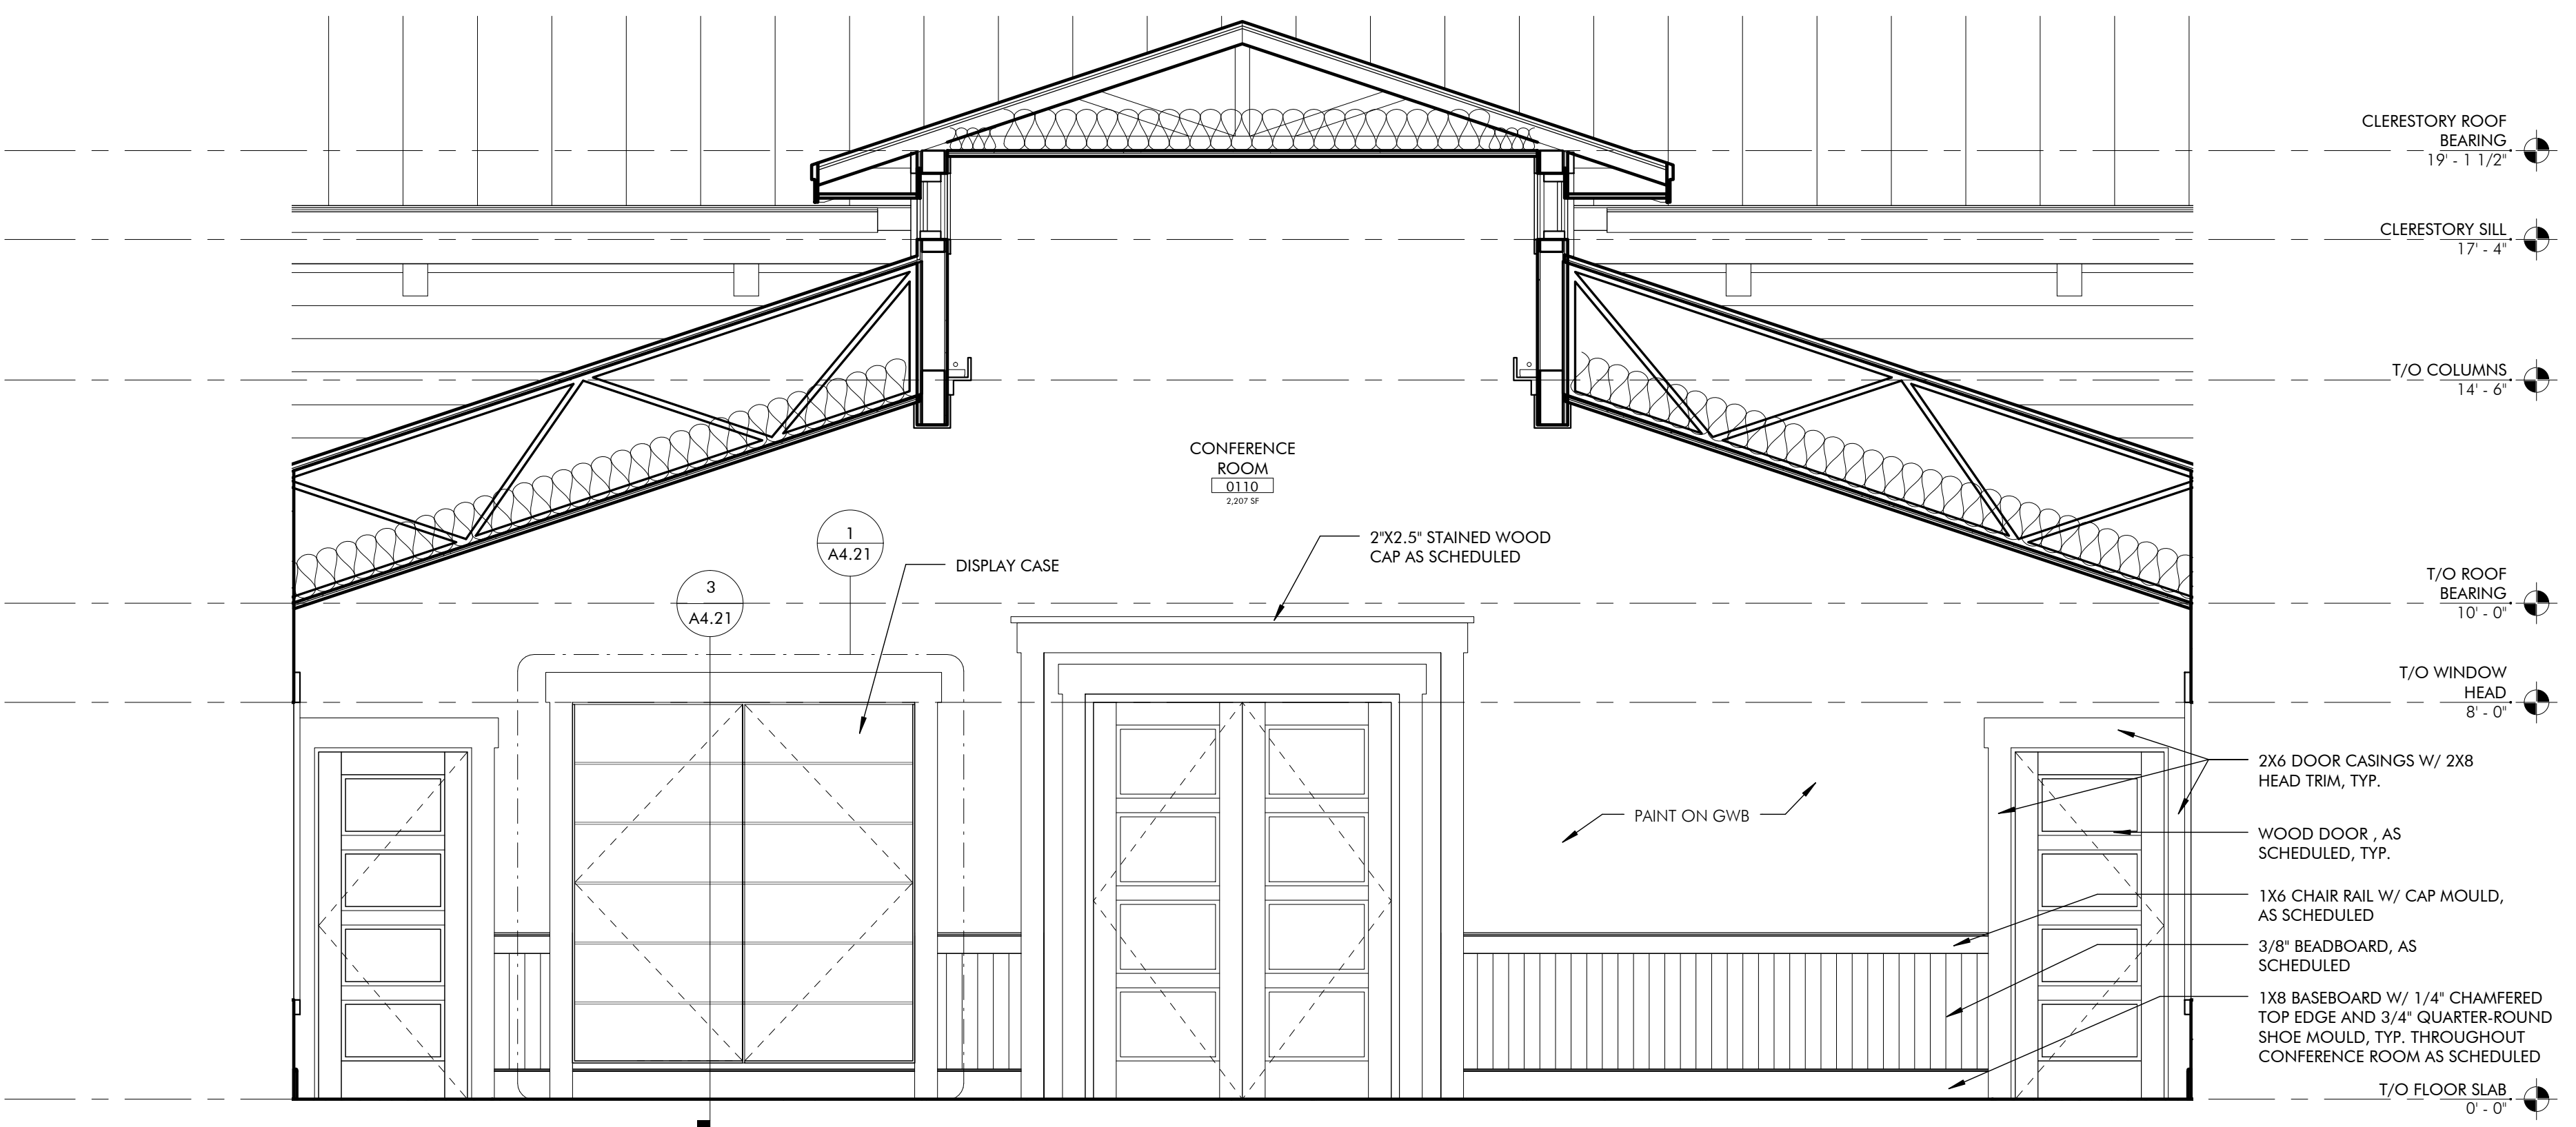 CLERESTORY ROOF
BEARING
19' - 1 1/2"
CLERESTORY SILL
17' - 4"
T/O COLUMNS
14' - 6"
CONFERENCE
ROOM
0110
2,207 SF
1
A4.21
DISPLAY CASE
2"X2.5" STAINED WOOD
CAP AS SCHEDULED
3
A4.21
T/O ROOF
BEARING
10' - 0"
T/O WINDOW
HEAD
8' - 0"
2X6 DOOR CASINGS W/ 2X8
HEAD TRIM, TYP.
PAINT ON GWB
WOOD DOOR , AS
SCHEDULED, TYP.
1X6 CHAIR RAIL W/ CAP MOULD,
AS SCHEDULED
3/8" BEADBOARD, AS
SCHEDULED
1X8 BASEBOARD W/ 1/4" CHAMFERED
TOP EDGE AND 3/4" QUARTER-ROUND
SHOE MOULD, TYP. THROUGHOUT
CONFERENCE ROOM AS SCHEDULED
T/O FLOOR SLAB
0' - 0"